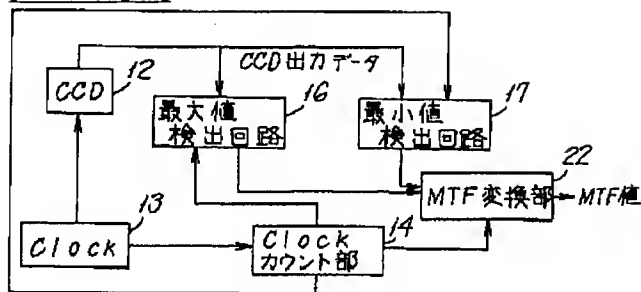 CCD
12
CCD出力データ
16
17
最大値
検出回路
最小値
検出回路
22
MTF変換部
MTF値
13
Clock
14
Clock
カウント部